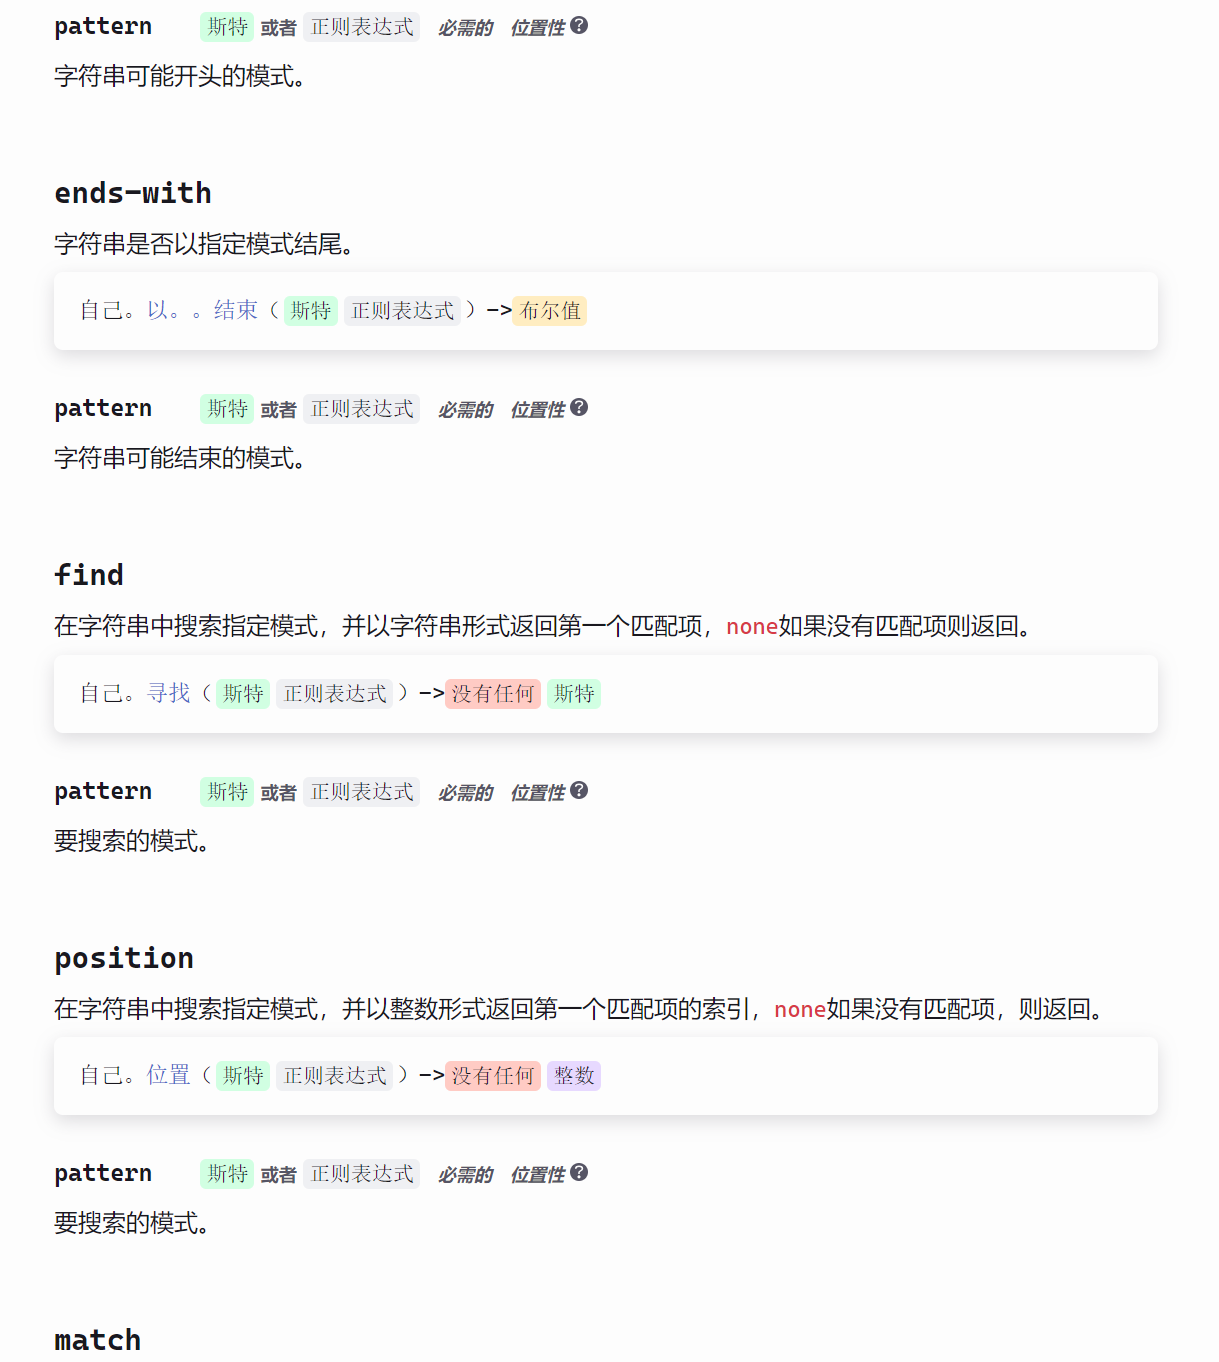 pattern 斯特 或者 正则表达式 必需的 位置性 ?
字符串可能开头的模式。
ends-with
字符串是否以指定模式结尾。
自己。以。。结束（ 斯特 正则表达式 ）-> 布尔值
pattern 斯特 或者 正则表达式 必需的 位置性 ?
字符串可能结束的模式。
find
在字符串中搜索指定模式，并以字符串形式返回第一个匹配项，none如果没有匹配项则返回。
自己。寻找（ 斯特 正则表达式 ）-> 没有任何 斯特
pattern 斯特 或者 正则表达式 必需的 位置性 ?
要搜索的模式。
position
在字符串中搜索指定模式，并以整数形式返回第一个匹配项的索引，none如果没有匹配项，则返回。
自己。位置（ 斯特 正则表达式 ）-> 没有任何 整数
pattern 斯特 或者 正则表达式 必需的 位置性 ?
要搜索的模式。
match